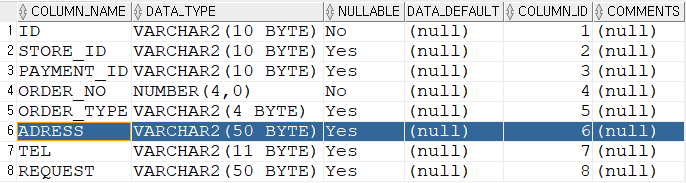 COLUMN_NAME DATA_TYPE NULLABLE DATA_DEFAULT COLUMN_ID COMMENTS
1 ID VARCHAR2(10 BYTE) No (null) 1 (null)
2 STORE_ID VARCHAR2(10 BYTE) Yes (null) 2 (null)
3 PAYMENT_ID VARCHAR2(10 BYTE) Yes (null) 3 (null)
4 ORDER_NO NUMBER(4,0) No (null) 4 (null)
5 ORDER_TYPE VARCHAR2(4 BYTE) Yes (null) 5 (null)
6 ADRESS VARCHAR2(50 BYTE) Yes (null) 6 (null)
7 TEL VARCHAR2(11 BYTE) Yes (null) 7 (null)
8 REQUEST VARCHAR2(50 BYTE) Yes (null) 8 (null)